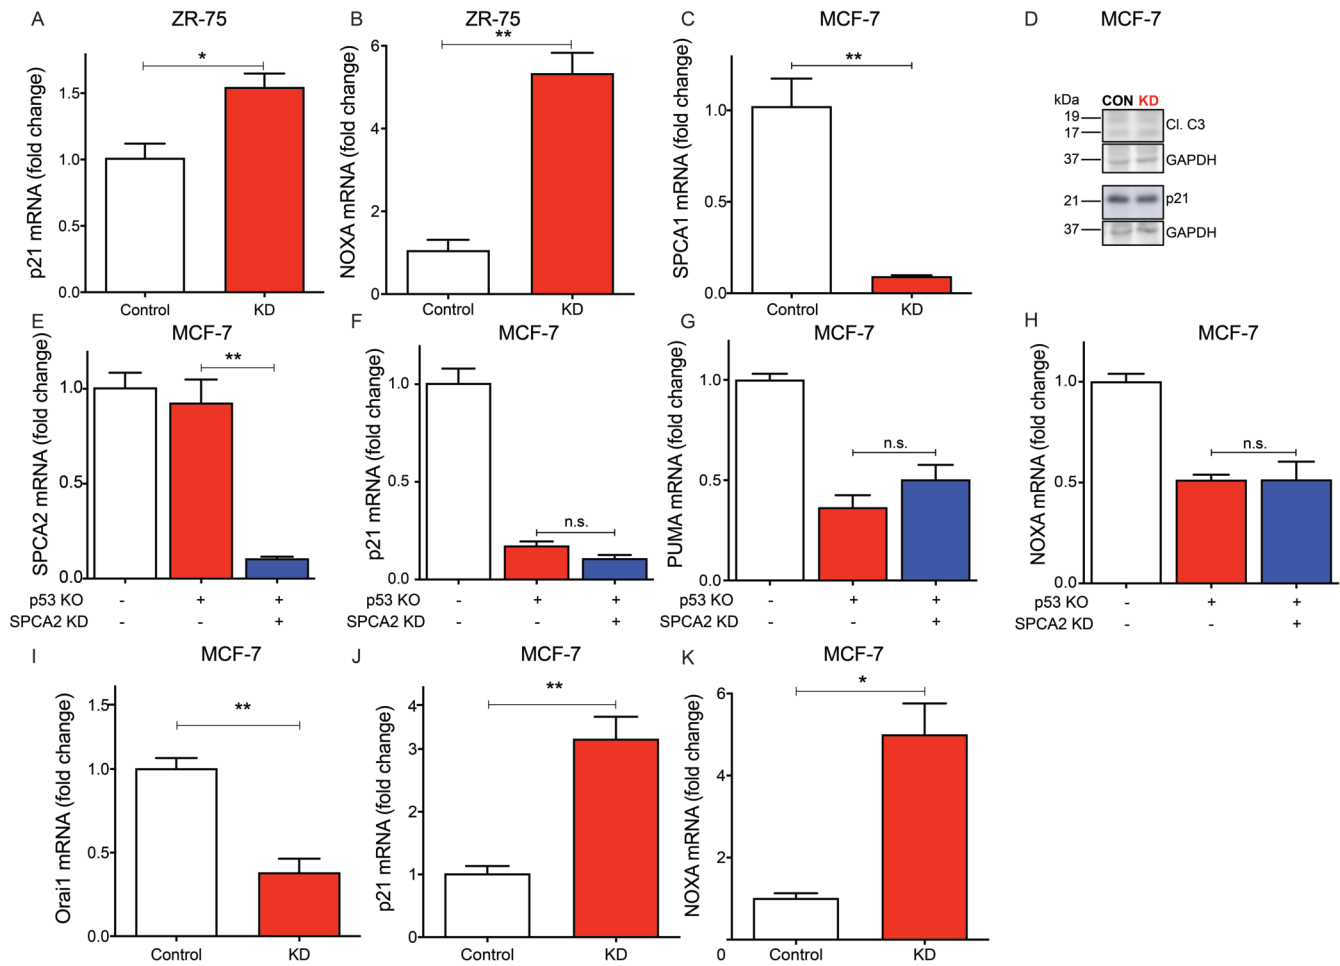 A ZR-75
p21 mRNA (fold change)
1.5
1.0
0.5
0.0
*
Control KD
B ZR-75
NOXA mRNA (fold change)
6
4
2
0
**
Control KD
C MCF-7
SPCA1 mRNA (fold change)
1.0
0.5
0.0
**
Control KD
D MCF-7
kDa CON KD
19
17
Cl. C3
37
GAPDH
21
p21
37
GAPDH
E MCF-7
SPCA2 mRNA (fold change)
1.0
0.5
0.0
**
p53 KO - + +
SPCA2 KD - - +
F MCF-7
p21 mRNA (fold change)
1.0
0.5
0.0
n.s.
p53 KO - + +
SPCA2 KD - - +
G MCF-7
PUMA mRNA (fold change)
1.0
0.5
0.0
n.s.
p53 KO - + +
SPCA2 KD - - +
H MCF-7
NOXA mRNA (fold change)
1.0
0.5
0.0
n.s.
p53 KO - + +
SPCA2 KD - - +
I MCF-7
Orai1 mRNA (fold change)
1.5
1.0
0.5
0.0
**
Control KD
J MCF-7
p21 mRNA (fold change)
4
3
2
1
0
**
Control KD
K MCF-7
NOXA mRNA (fold change)
6
4
2
0
*
Control KD